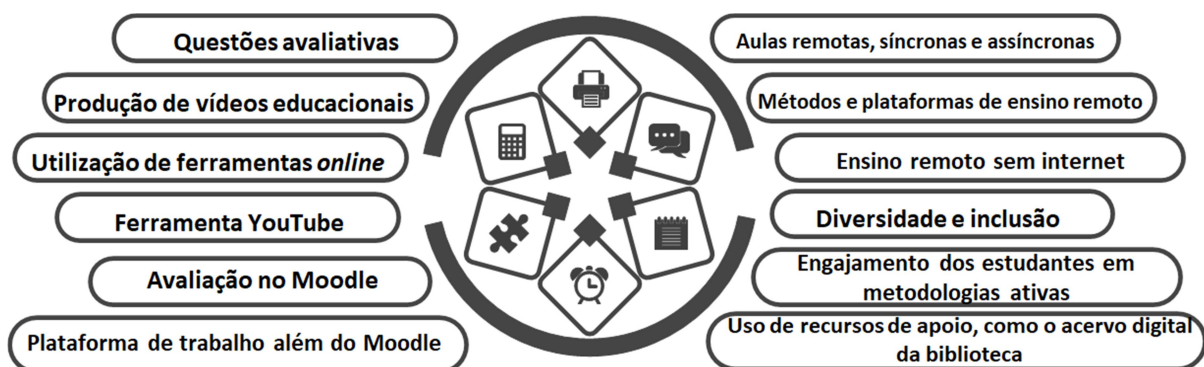 Questões avaliativas
Produção de vídeos educacionais
Utilização de ferramentas online
Ferramenta YouTube
Avaliação no Moodle
Plataforma de trabalho além do Moodle
Aulas remotas, síncronas e assíncronas
Métodos e plataformas de ensino remoto
Ensino remoto sem internet
Diversidade e inclusão
Engajamento dos estudantes em
metodologias ativas
Uso de recursos de apoio, como o acervo digital
da biblioteca